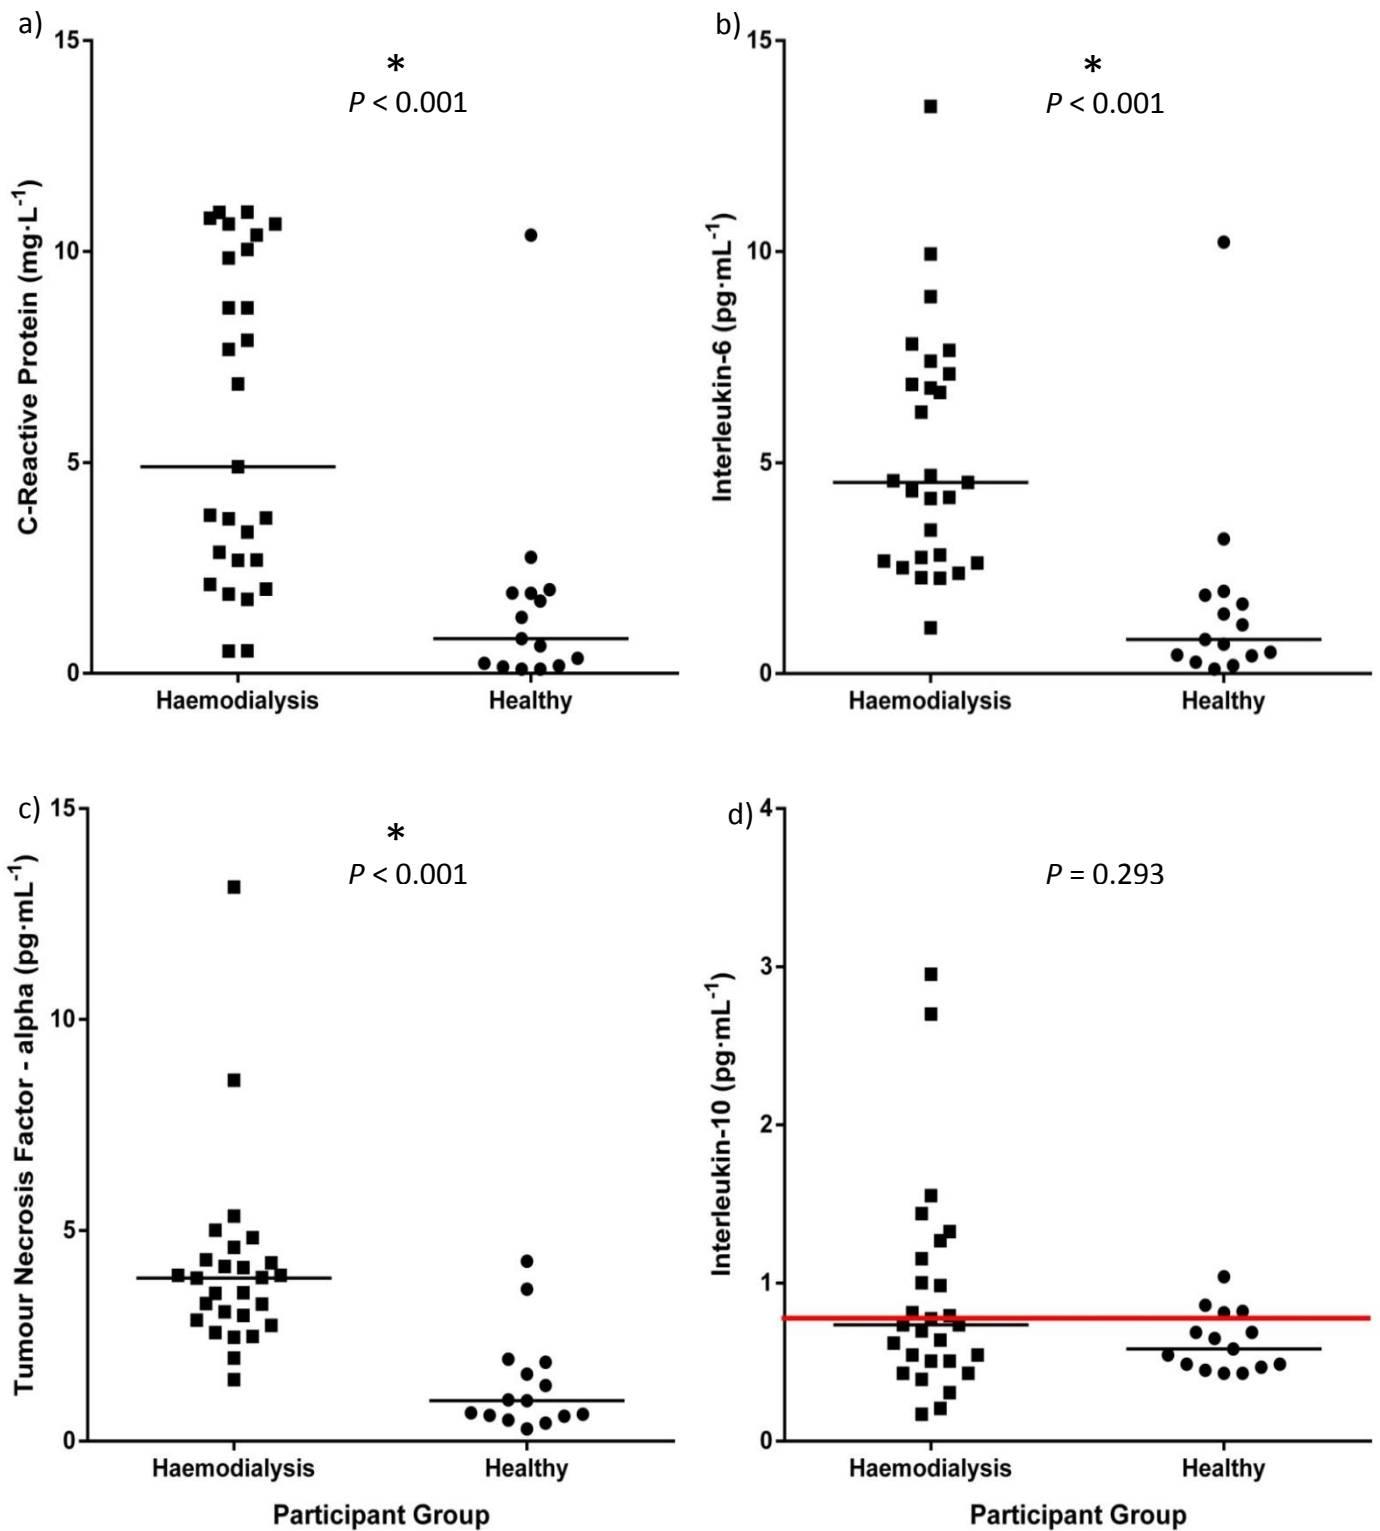 a)
15
10
5
0
C-Reactive Protein (mg·L⁻¹)
*
P < 0.001
Haemodialysis
Healthy
b)
15
10
5
0
Interleukin-6 (pg·mL⁻¹)
*
P < 0.001
Haemodialysis
Healthy
c)
15
10
5
0
Tumour Necrosis Factor - alpha (pg·mL⁻¹)
*
P < 0.001
Haemodialysis
Healthy
Participant Group
d)
4
3
2
1
0
Interleukin-10 (pg·mL⁻¹)
P = 0.293
Haemodialysis
Healthy
Participant Group